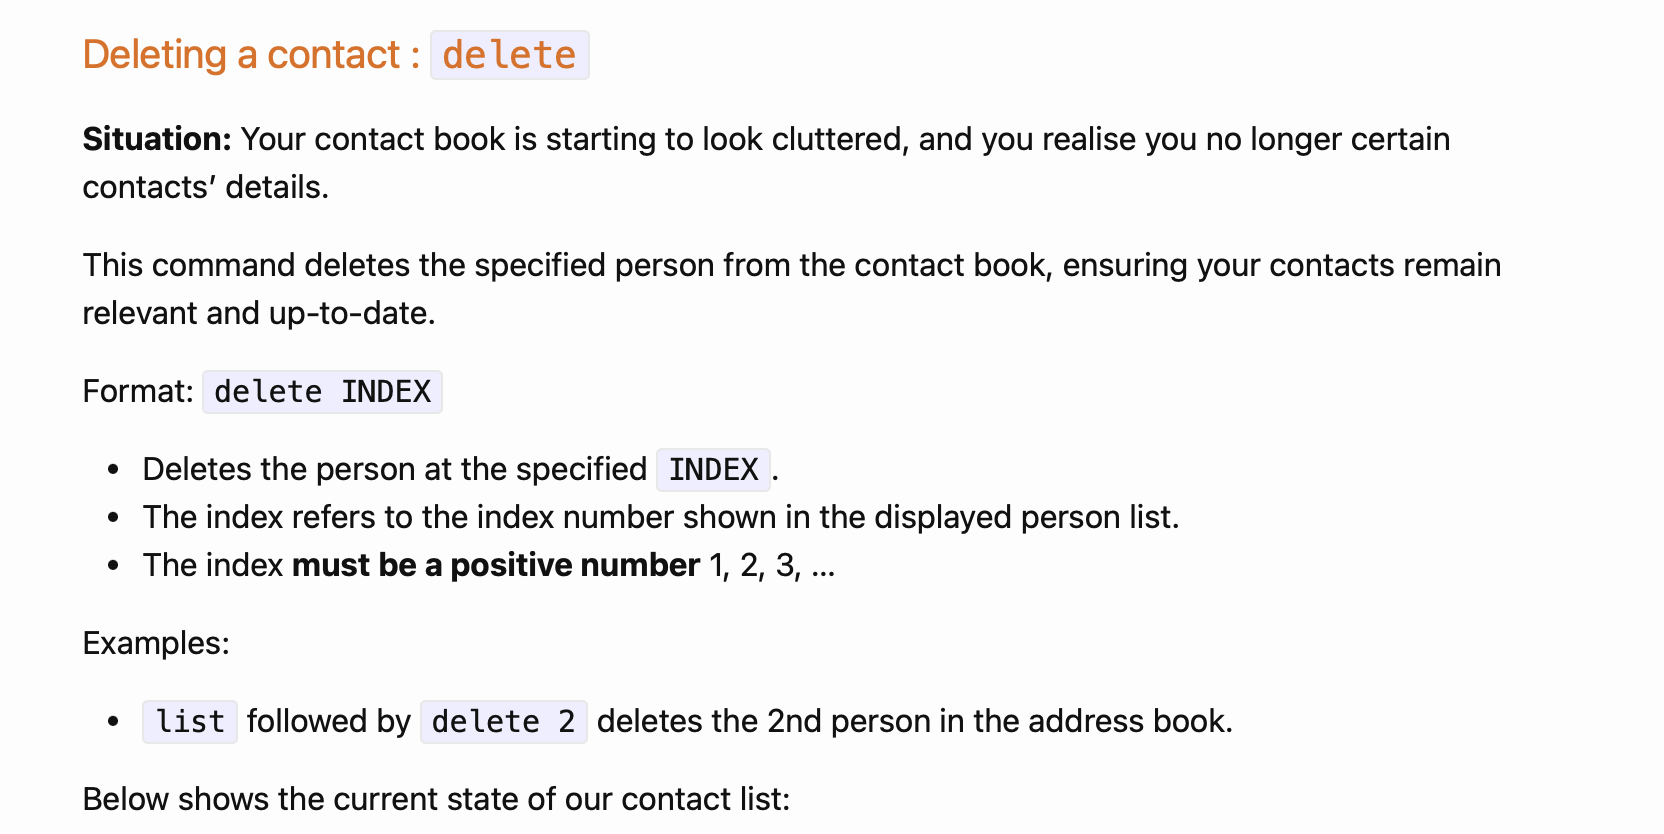 Deleting a contact : delete
Situation: Your contact book is starting to look cluttered, and you realise you no longer certain
contacts’ details.
This command deletes the specified person from the contact book, ensuring your contacts remain
relevant and up-to-date.
Format: delete INDEX
• Deletes the person at the specified INDEX.
• The index refers to the index number shown in the displayed person list.
• The index must be a positive number 1, 2, 3, …
Examples:
• list followed by delete 2 deletes the 2nd person in the address book.
Below shows the current state of our contact list: